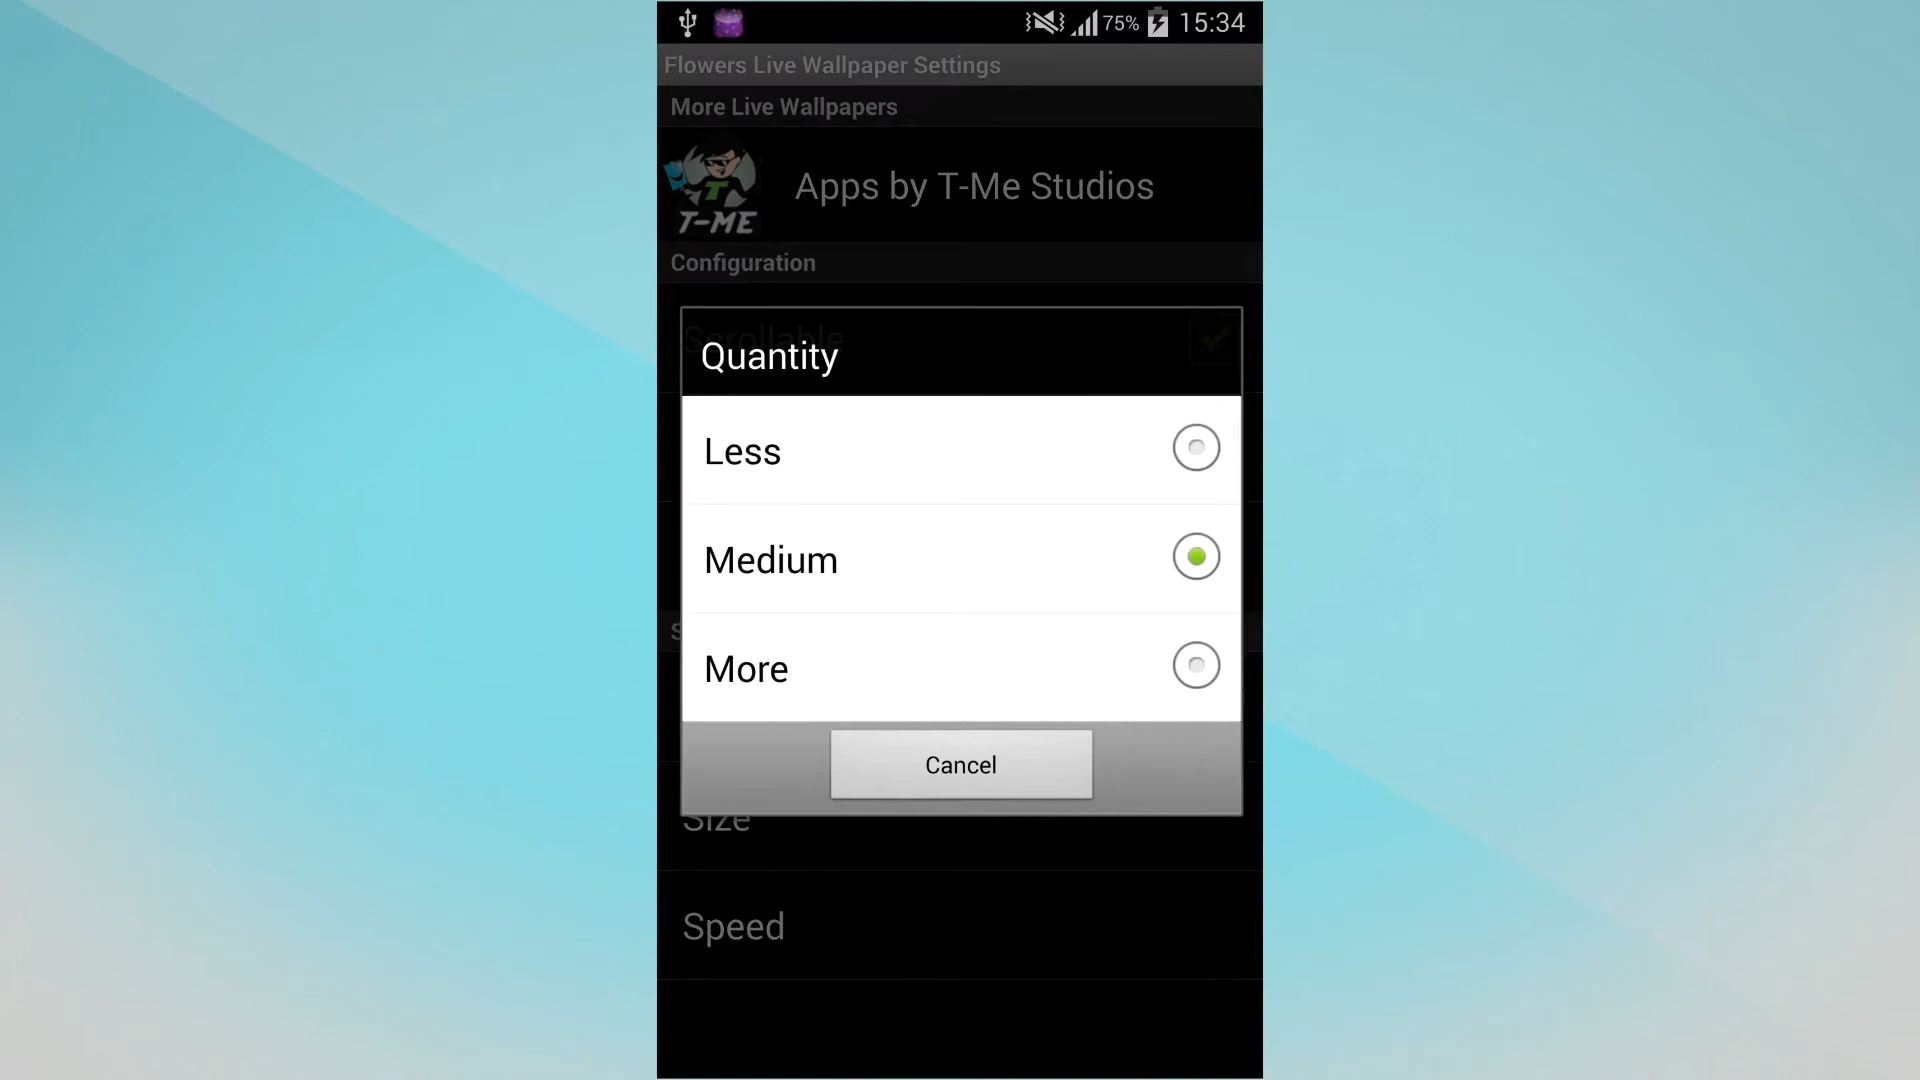 75% 15:34
Flowers Live Wallpaper Settings
More Live Wallpapers
T-ME
Apps by T-Me Studios
Configuration
Scrollable
Quantity
Less
Medium
More
Cancel
Size
Speed